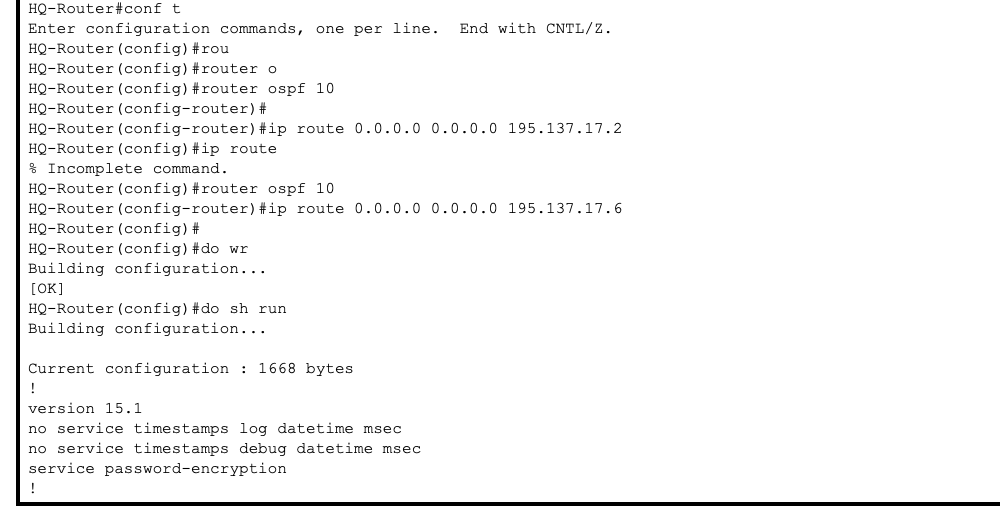 HQ-Router#conf t
Enter configuration commands, one per line.  End with CNTL/Z.
HQ-Router(config)#rou
HQ-Router(config)#router o
HQ-Router(config)#router ospf 10
HQ-Router(config-router)#
HQ-Router(config-router)#ip route 0.0.0.0 0.0.0.0 195.137.17.2
HQ-Router(config)#ip route
% Incomplete command.
HQ-Router(config)#router ospf 10
HQ-Router(config-router)#ip route 0.0.0.0 0.0.0.0 195.137.17.6
HQ-Router(config)#
HQ-Router(config)#do wr
Building configuration...
[OK]
HQ-Router(config)#do sh run
Building configuration...

Current configuration : 1668 bytes
!
version 15.1
no service timestamps log datetime msec
no service timestamps debug datetime msec
service password-encryption
!